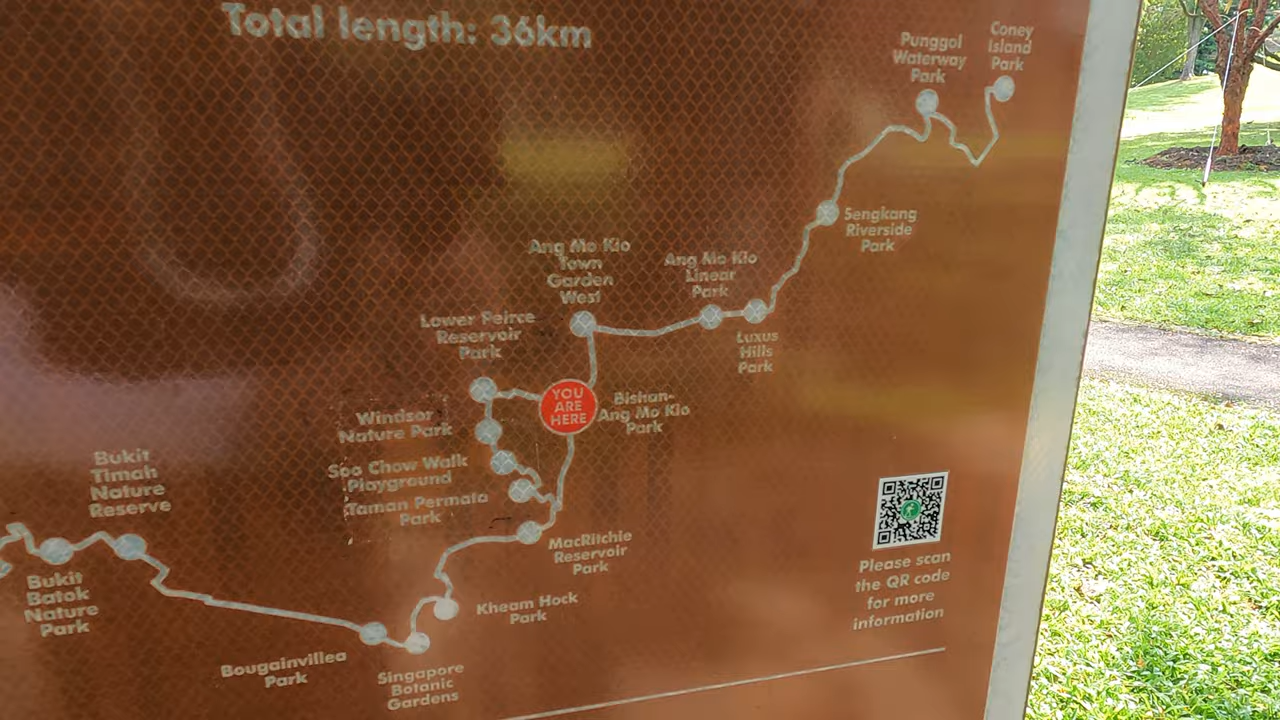 Total length: 36km
Punggol
Waterway
Park
Coney
Island
Park
Sengkang
Riverside
Park
Ang Mo Kio
Town
Garden
West
Ang Mo Kio
Linear
Park
Luxus
Hills
Park
Lower Peirce
Reservoir
Park
YOU
ARE
HERE
Bishan-
Ang Mo Kio
Park
Windsor
Nature Park
Soo Chow Walk
Playground
Taman Permata
Park
MacRitchie
Reservoir
Park
Bukit
Timah
Nature
Reserve
Bukit
Batok
Nature
Park
Kheam Hock
Park
Bougainvillea
Park
Singapore
Botanic
Gardens
Please scan
the QR code
for more
information